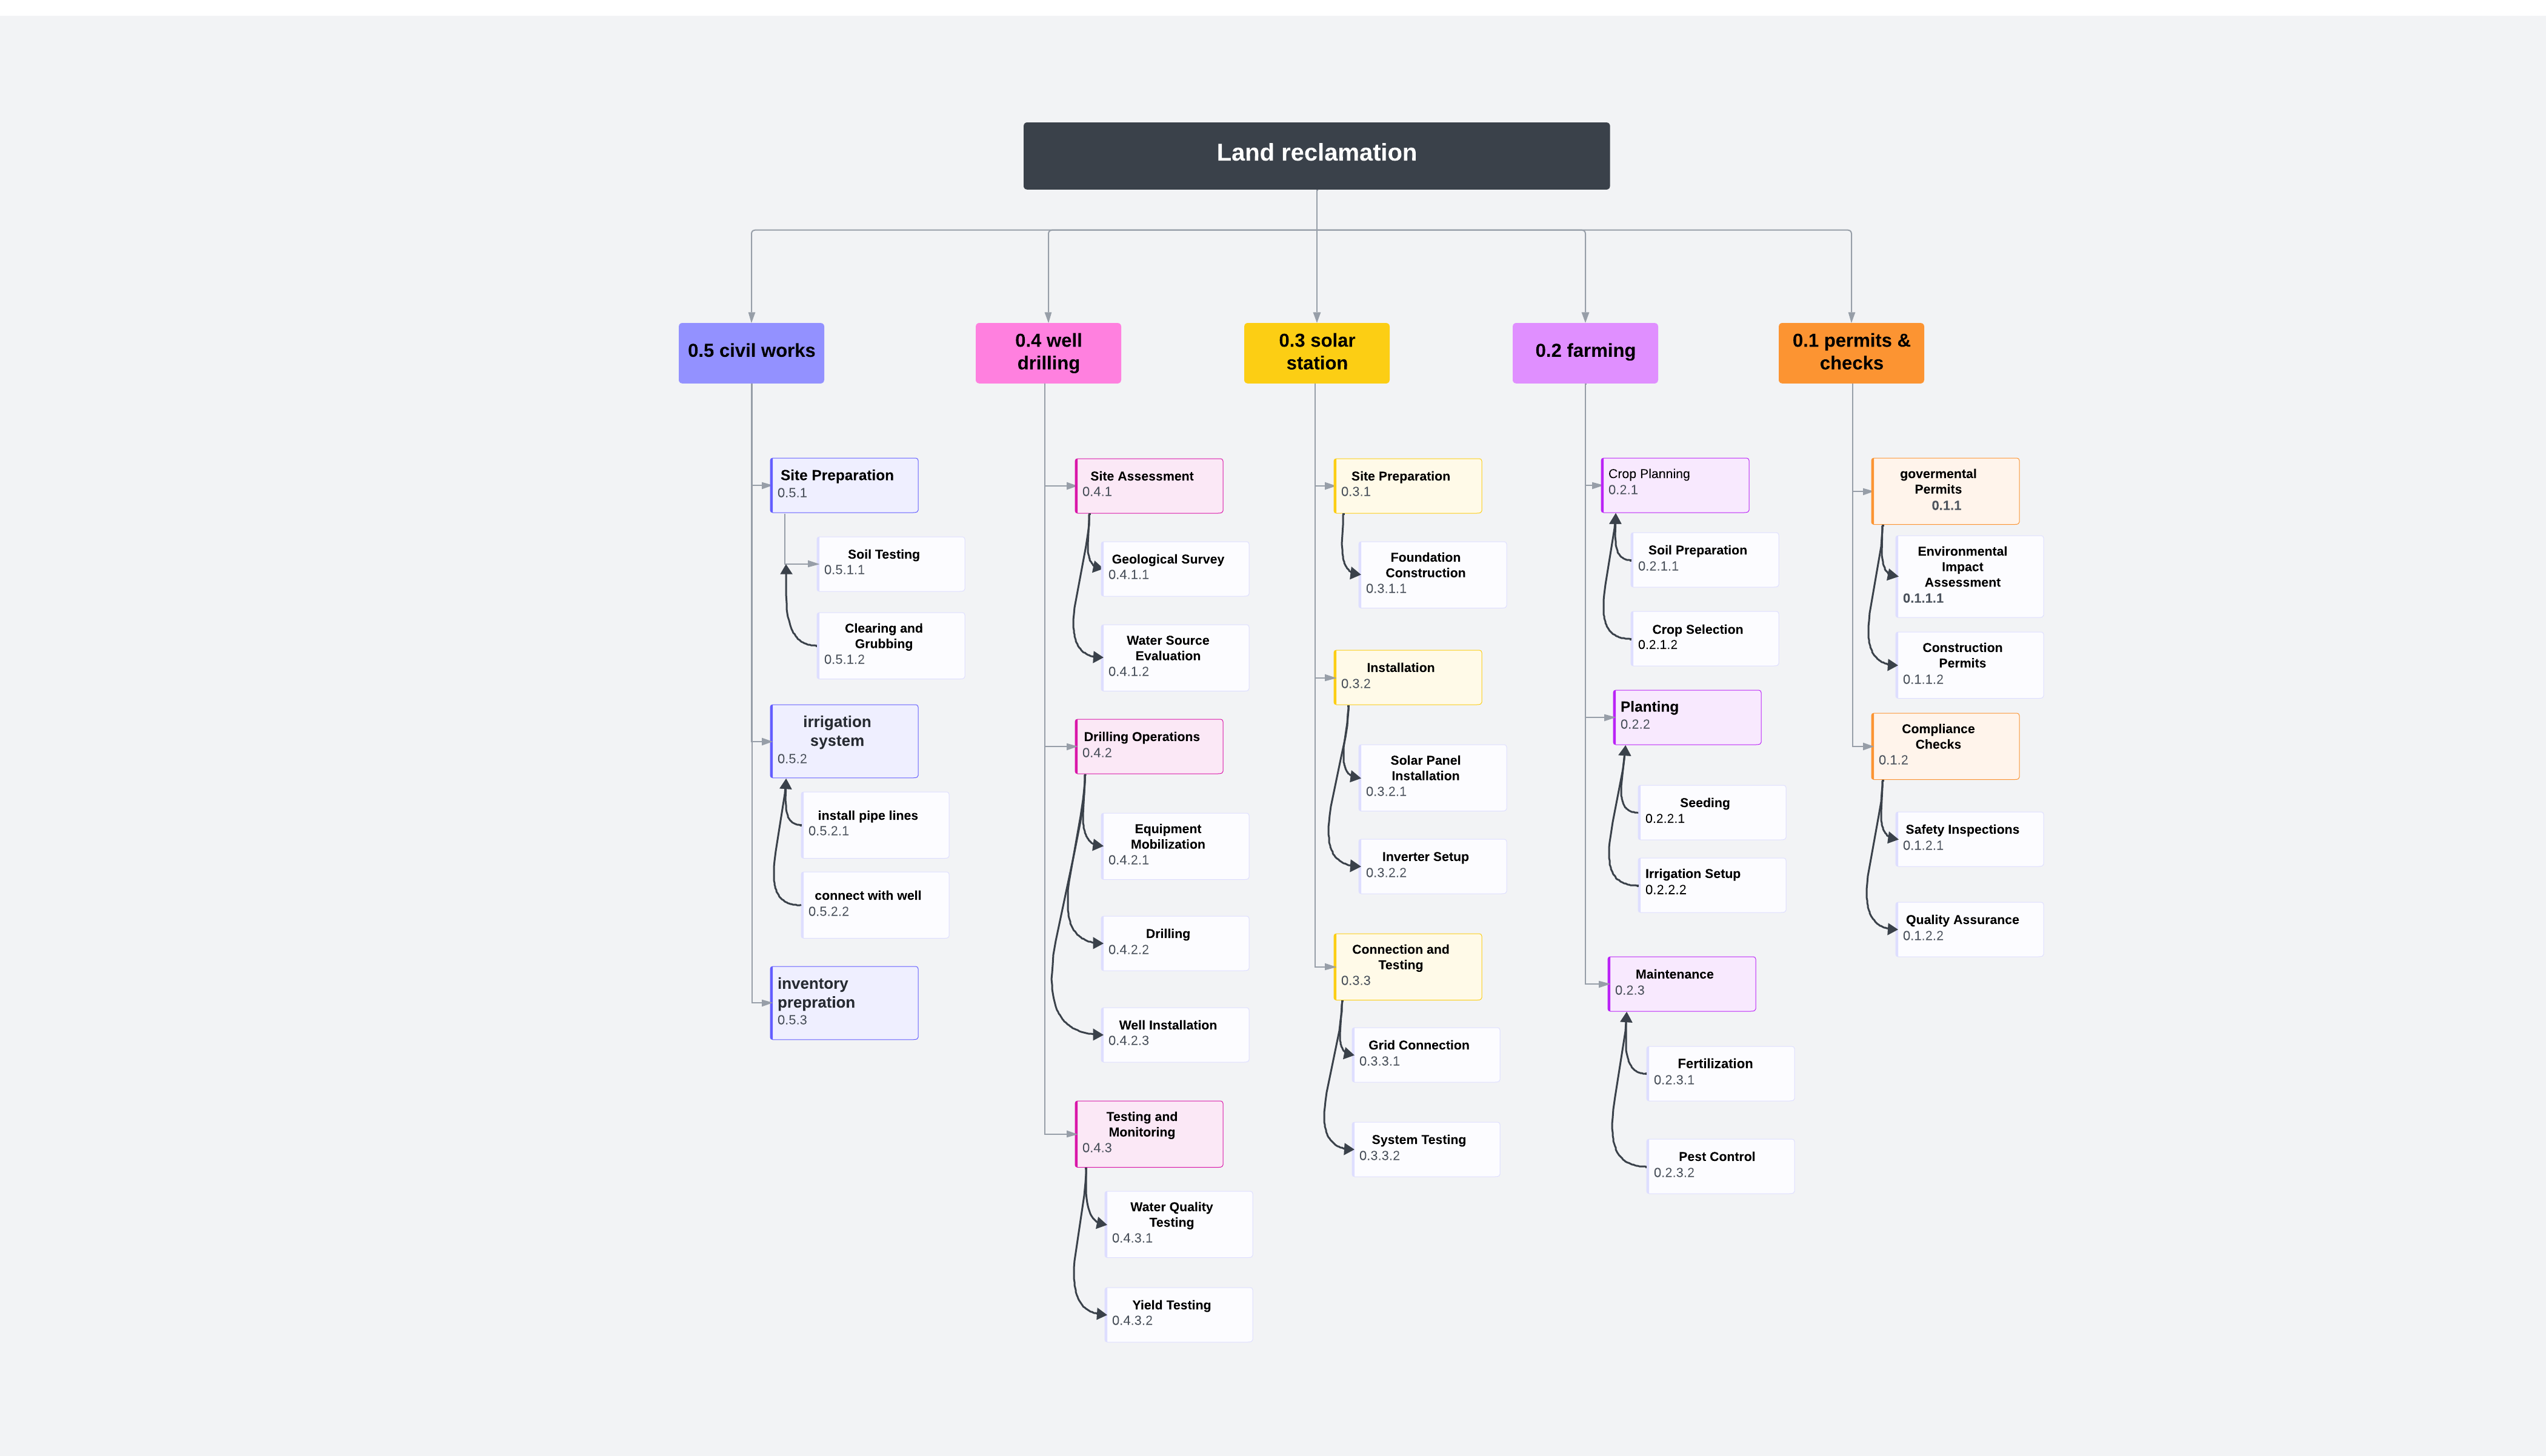 Land reclamation
0.5 civil works
0.4 well
drilling
0.3 solar
station
0.2 farming
0.1 permits &
checks
Site Preparation
0.5.1
Soil Testing
0.5.1.1
Clearing and
Grubbing
0.5.1.2
irrigation
system
0.5.2
install pipe lines
0.5.2.1
connect with well
0.5.2.2
inventory
prepration
0.5.3
Site Assessment
0.4.1
Geological Survey
0.4.1.1
Water Source
Evaluation
0.4.1.2
Drilling Operations
0.4.2
Equipment
Mobilization
0.4.2.1
Drilling
0.4.2.2
Well Installation
0.4.2.3
Testing and
Monitoring
0.4.3
Water Quality
Testing
0.4.3.1
Yield Testing
0.4.3.2
Site Preparation
0.3.1
Foundation
Construction
0.3.1.1
Installation
0.3.2
Solar Panel
Installation
0.3.2.1
Inverter Setup
0.3.2.2
Connection and
Testing
0.3.3
Grid Connection
0.3.3.1
System Testing
0.3.3.2
Crop Planning
0.2.1
Soil Preparation
0.2.1.1
Crop Selection
0.2.1.2
Planting
0.2.2
Seeding
0.2.2.1
Irrigation Setup
0.2.2.2
Maintenance
0.2.3
Fertilization
0.2.3.1
Pest Control
0.2.3.2
govermental
Permits
0.1.1
Environmental
Impact
Assessment
0.1.1.1
Construction
Permits
0.1.1.2
Compliance
Checks
0.1.2
Safety Inspections
0.1.2.1
Quality Assurance
0.1.2.2